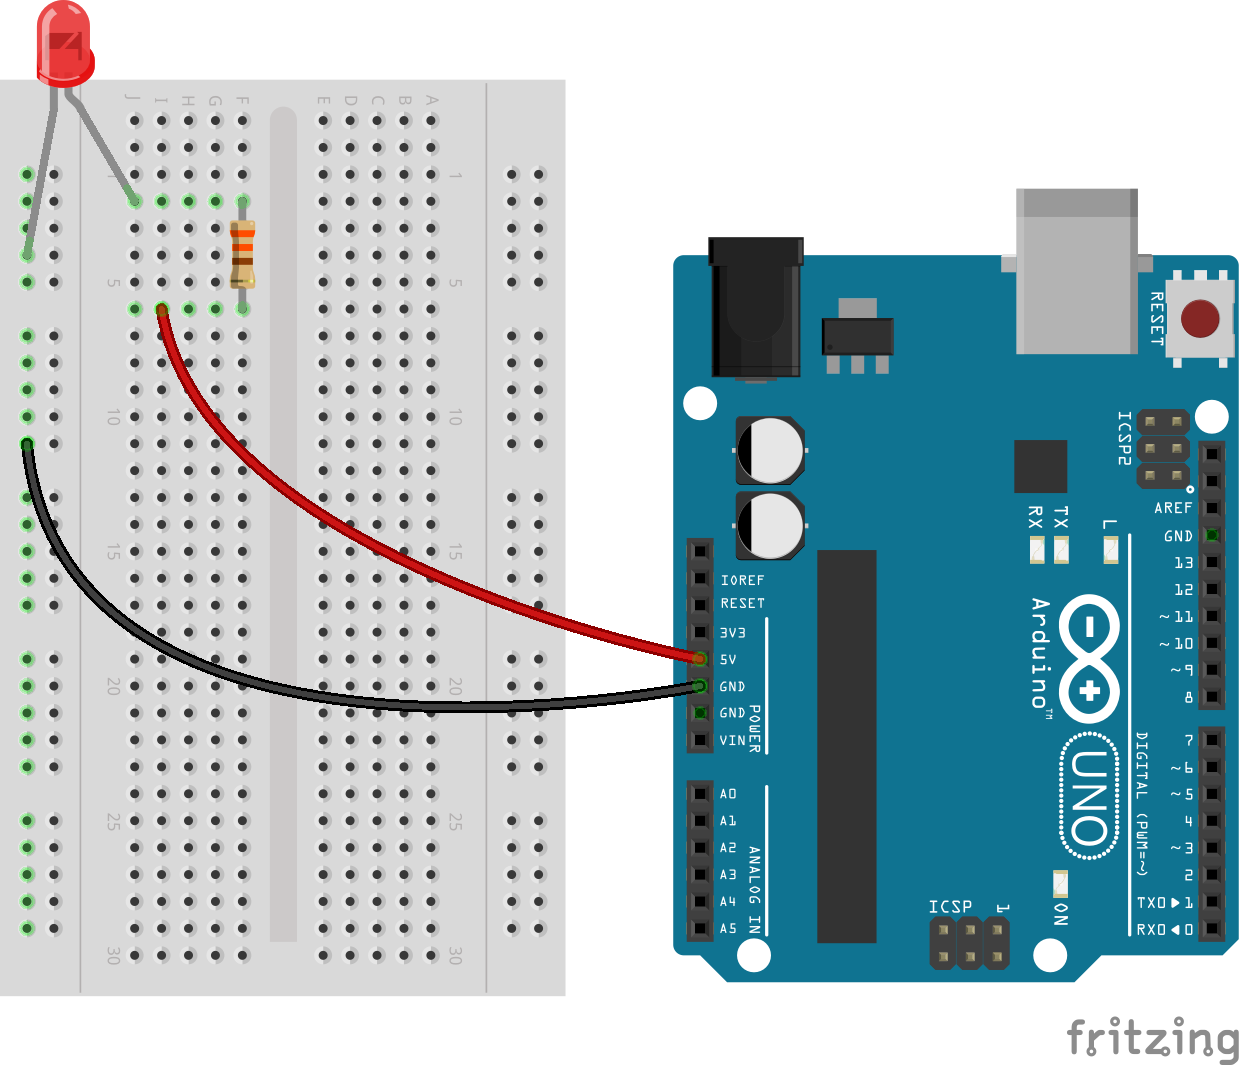 J I H G F E D C B A
1 1
5 5
10 10
15 15
20 20
25 25
30 30
RESET
ICSP2
AREF
GND
RX TX L
13
12
~11
~10
~9
8
IOREF
RESET
3V3
5V
GND
GND
VIN
POWER
Arduino™
UNO
7
~6
~5
4
~3
2
TX0▶1
RX0◀0
DIGITAL (PWM=~)
A0
A1
A2
A3
A4
A5
ANALOG IN
ICSP 1
ON
fritzing